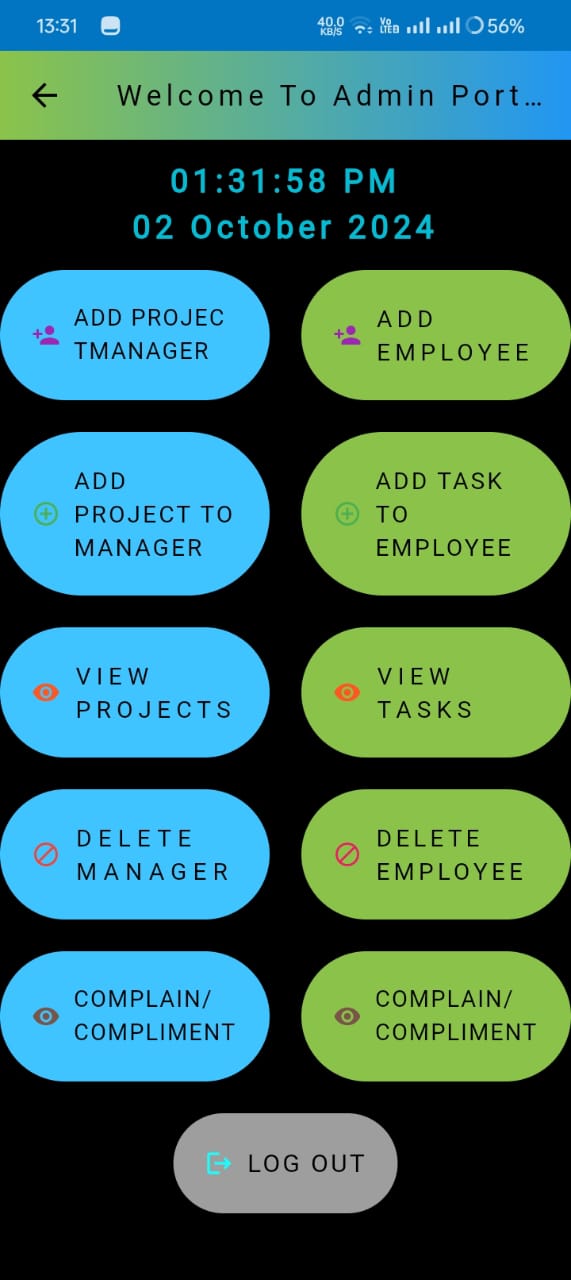 13:31 40.0 KB/S Vo LTE 56%
Welcome To Admin Port...
01:31:58 PM
02 October 2024
ADD PROJEC
TMANAGER
ADD
EMPLOYEE
ADD
PROJECT TO
MANAGER
ADD TASK
TO
EMPLOYEE
VIEW
PROJECTS
VIEW
TASKS
DELETE
MANAGER
DELETE
EMPLOYEE
COMPLAIN/
COMPLIMENT
COMPLAIN/
COMPLIMENT
LOG OUT